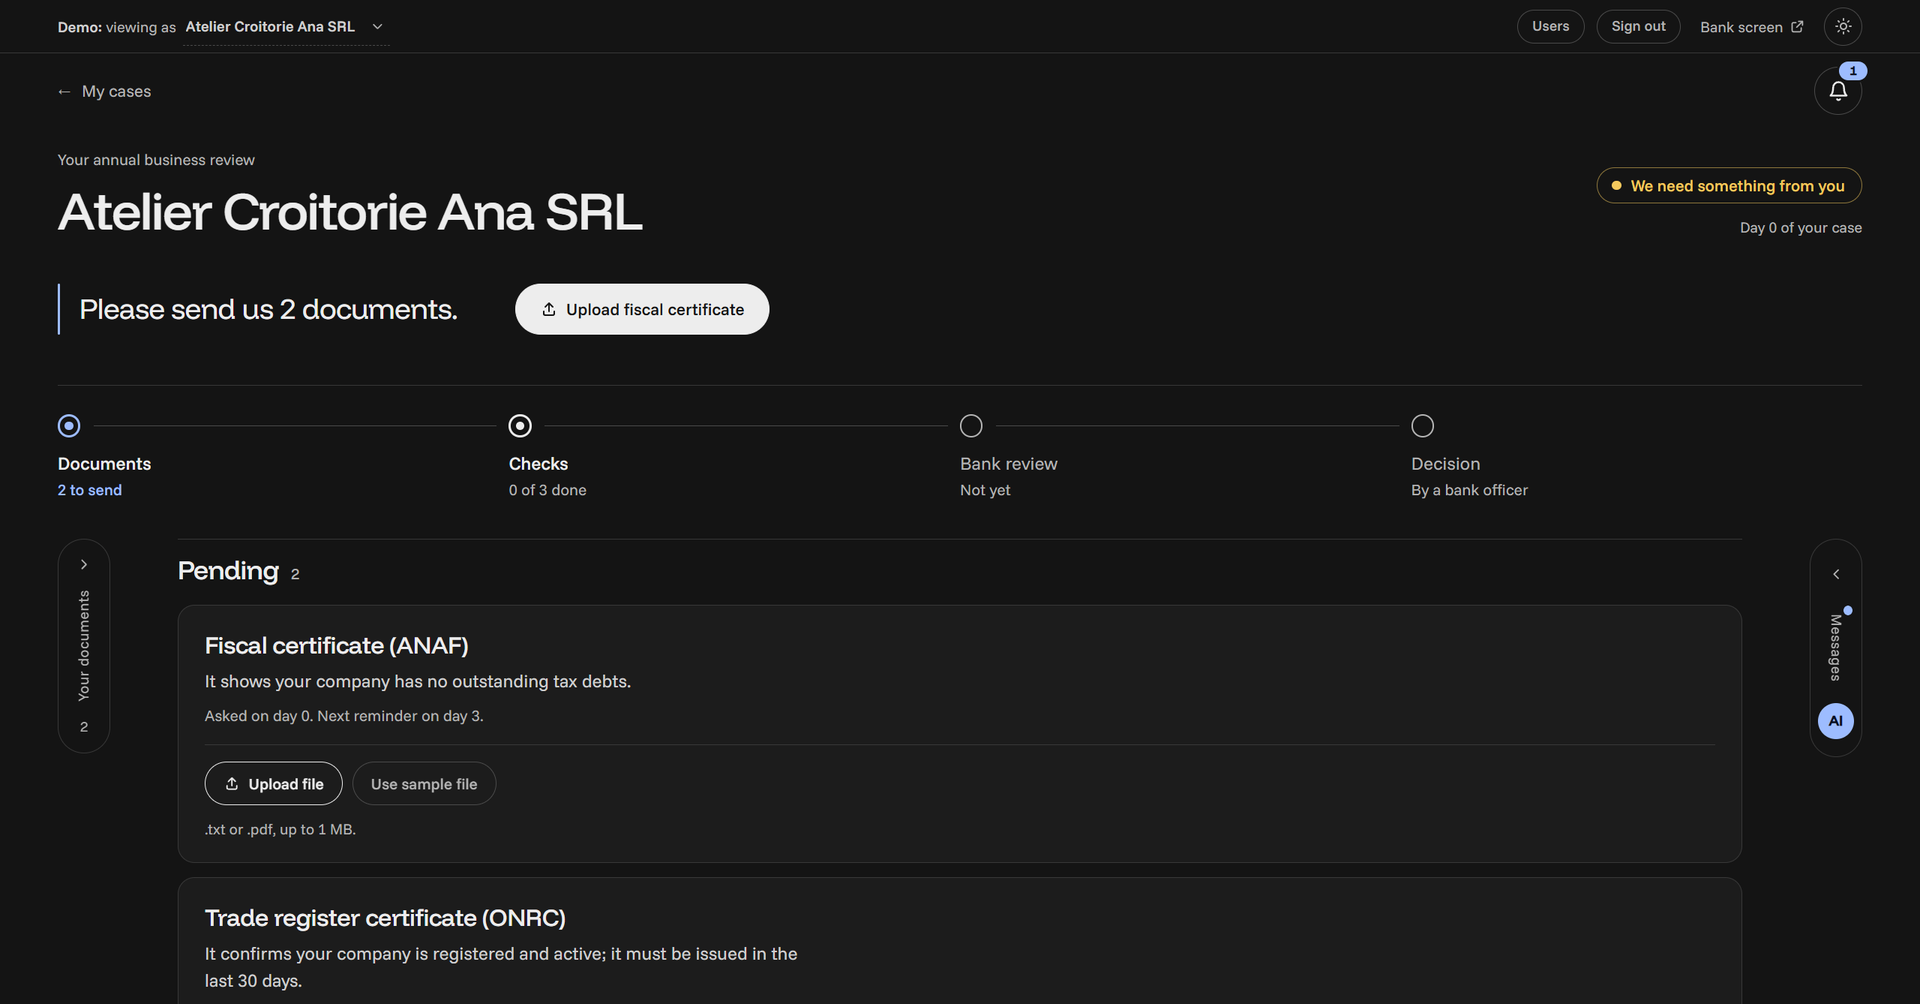 Demo: viewing as Atelier Croitorie Ana SRL
Users
Sign out
Bank screen
← My cases
1
Your annual business review
Atelier Croitorie Ana SRL
We need something from you
Day 0 of your case
Please send us 2 documents.
Upload fiscal certificate
Documents
2 to send
Checks
0 of 3 done
Bank review
Not yet
Decision
By a bank officer
Your documents
2
Pending 2
Fiscal certificate (ANAF)
It shows your company has no outstanding tax debts.
Asked on day 0. Next reminder on day 3.
Upload file
Use sample file
.txt or .pdf, up to 1 MB.
Trade register certificate (ONRC)
It confirms your company is registered and active; it must be issued in the
last 30 days.
Messages
AI